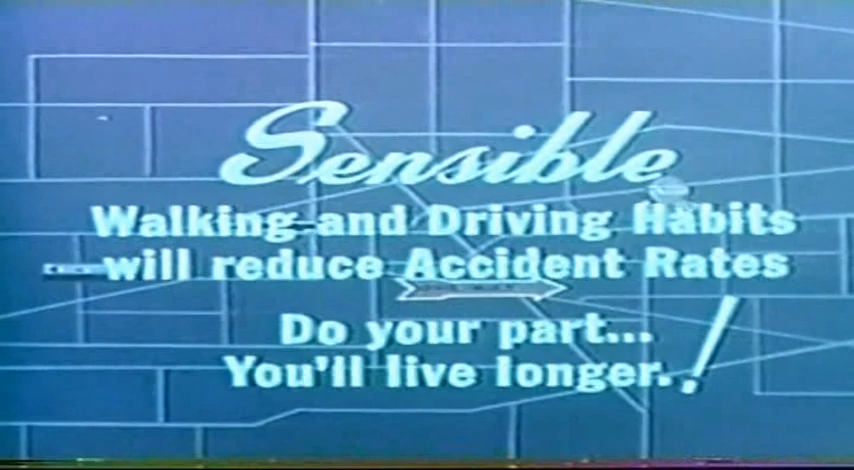 Sensible
Walking and Driving Habits
will reduce Accident Rates
Do your part...
You'll live longer.!